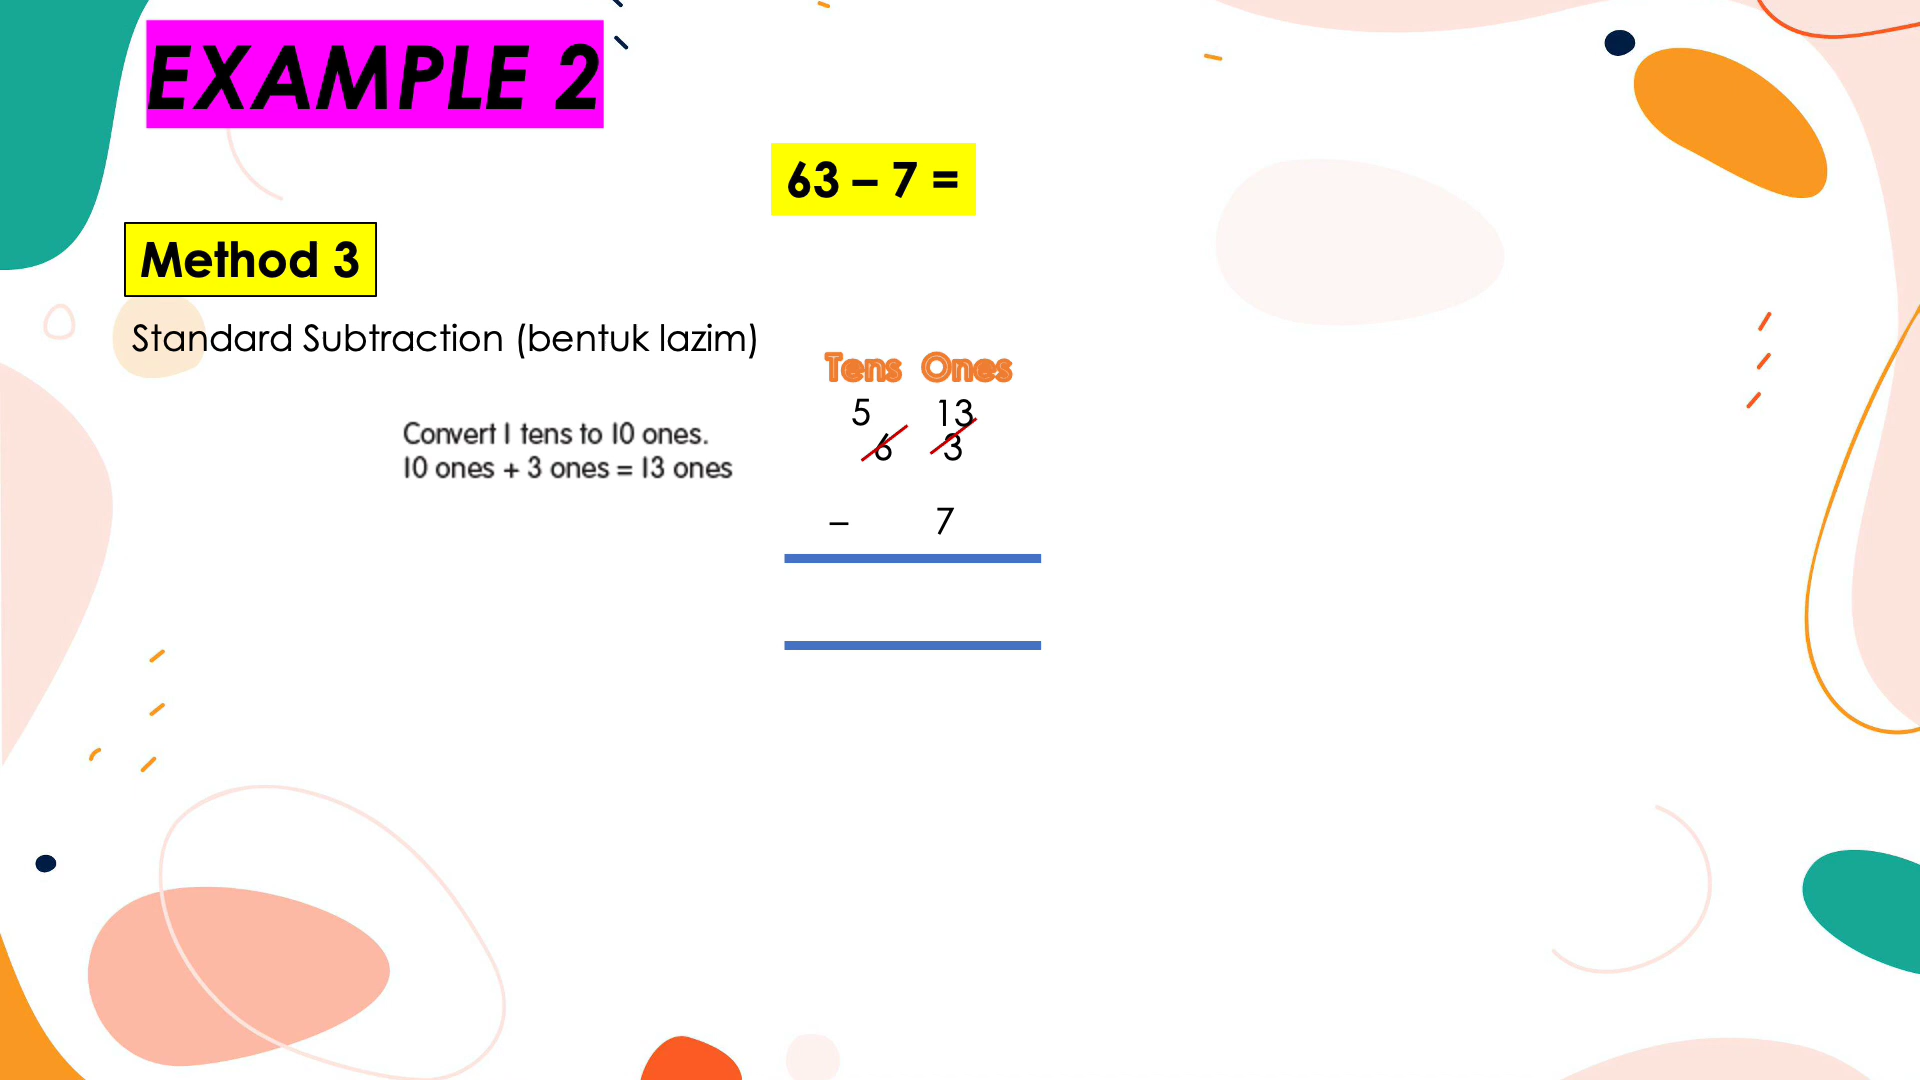 EXAMPLE 2
63 – 7 =
Method 3
Standard Subtraction (bentuk lazim)
Tens Ones
5 13
6 3
Convert 1 tens to 10 ones.
10 ones + 3 ones = 13 ones
– 7